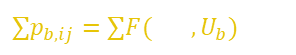 ∑p_{b,ij} = ∑F(   ,U_b)